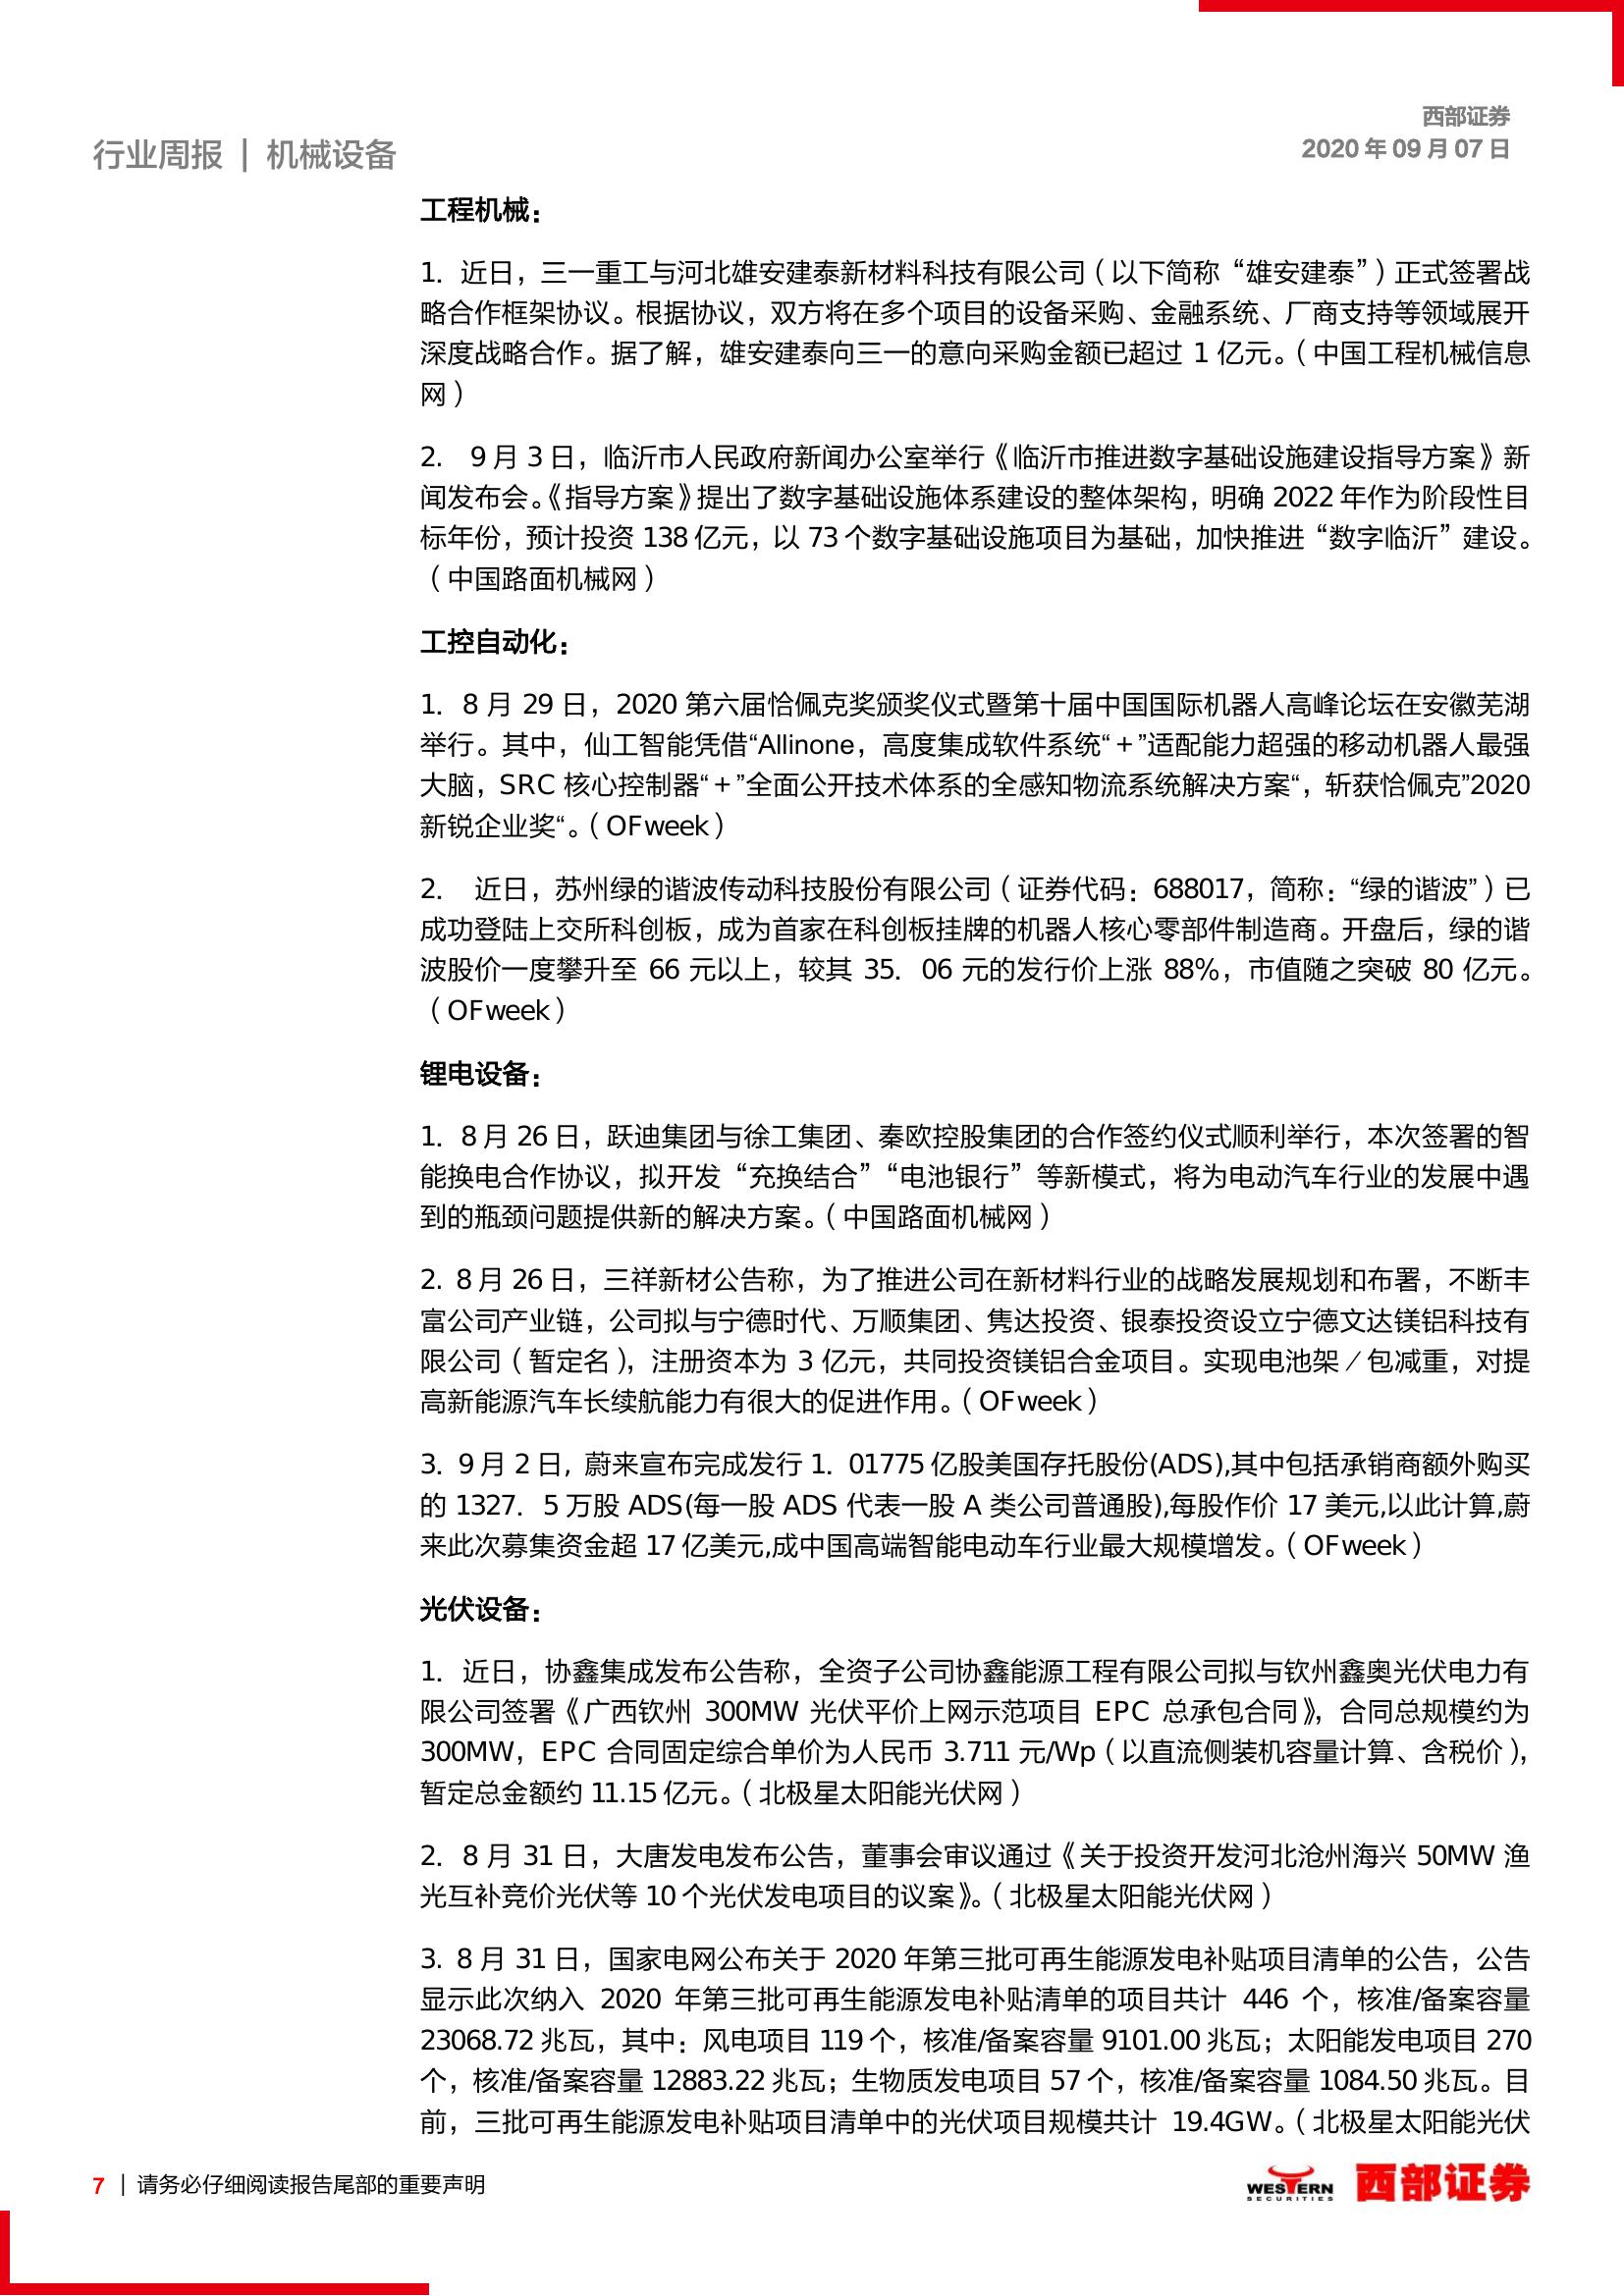 西部证券
行业周报 | 机械设备
2020 年 09 月 07 日
工程机械：
1. 近日，三一重工与河北雄安建泰新材料科技有限公司（以下简称“雄安建泰”）正式签署战
略合作框架协议。根据协议，双方将在多个项目的设备采购、金融系统、厂商支持等领域展开
深度战略合作。据了解，雄安建泰向三一的意向采购金额已超过 1 亿元。（中国工程机械信息
网）
2. 9 月 3 日，临沂市人民政府新闻办公室举行《临沂市推进数字基础设施建设指导方案》新
闻发布会。《指导方案》提出了数字基础设施体系建设的整体架构，明确 2022 年作为阶段性目
标年份，预计投资 138 亿元，以 73 个数字基础设施项目为基础，加快推进“数字临沂”建设。
（中国路面机械网）
工控自动化：
1. 8 月 29 日，2020 第六届恰佩克奖颁奖仪式暨第十届中国国际机器人高峰论坛在安徽芜湖
举行。其中，仙工智能凭借“Allinone，高度集成软件系统“＋”适配能力超强的移动机器人最强
大脑，SRC 核心控制器“＋”全面公开技术体系的全感知物流系统解决方案“，斩获恰佩克”2020
新锐企业奖“。（OFweek）
2. 近日，苏州绿的谐波传动科技股份有限公司（证券代码：688017，简称：“绿的谐波”）已
成功登陆上交所科创板，成为首家在科创板挂牌的机器人核心零部件制造商。开盘后，绿的谐
波股价一度攀升至 66 元以上，较其 35．06 元的发行价上涨 88%，市值随之突破 80 亿元。
（OFweek）
锂电设备：
1. 8 月 26 日，跃迪集团与徐工集团、秦欧控股集团的合作签约仪式顺利举行，本次签署的智
能换电合作协议，拟开发“充换结合”“电池银行”等新模式，将为电动汽车行业的发展中遇
到的瓶颈问题提供新的解决方案。（中国路面机械网）
2. 8 月 26 日，三祥新材公告称，为了推进公司在新材料行业的战略发展规划和布署，不断丰
富公司产业链，公司拟与宁德时代、万顺集团、隽达投资、银泰投资设立宁德文达镁铝科技有
限公司（暂定名），注册资本为 3 亿元，共同投资镁铝合金项目。实现电池架／包减重，对提
高新能源汽车长续航能力有很大的促进作用。（OFweek）
3. 9 月 2 日, 蔚来宣布完成发行 1．01775 亿股美国存托股份(ADS),其中包括承销商额外购买
的 1327．5 万股 ADS(每一股 ADS 代表一股 A 类公司普通股),每股作价 17 美元,以此计算,蔚
来此次募集资金超 17 亿美元,成中国高端智能电动车行业最大规模增发。（OFweek）
光伏设备：
1. 近日，协鑫集成发布公告称，全资子公司协鑫能源工程有限公司拟与钦州鑫奥光伏电力有
限公司签署《广西钦州 300MW 光伏平价上网示范项目 EPC 总承包合同》，合同总规模约为
300MW，EPC 合同固定综合单价为人民币 3.711 元/Wp（以直流侧装机容量计算、含税价），
暂定总金额约 11.15 亿元。（北极星太阳能光伏网）
2. 8 月 31 日，大唐发电发布公告，董事会审议通过《关于投资开发河北沧州海兴 50MW 渔
光互补竞价光伏等 10 个光伏发电项目的议案》。（北极星太阳能光伏网）
3. 8 月 31 日，国家电网公布关于 2020 年第三批可再生能源发电补贴项目清单的公告，公告
显示此次纳入 2020 年第三批可再生能源发电补贴清单的项目共计 446 个，核准/备案容量
23068.72 兆瓦，其中：风电项目 119 个，核准/备案容量 9101.00 兆瓦；太阳能发电项目 270
个，核准/备案容量 12883.22 兆瓦；生物质发电项目 57 个，核准/备案容量 1084.50 兆瓦。目
前，三批可再生能源发电补贴项目清单中的光伏项目规模共计 19.4GW。（北极星太阳能光伏
7 | 请务必仔细阅读报告尾部的重要声明
WESTERN
SECURITIES
西部证券